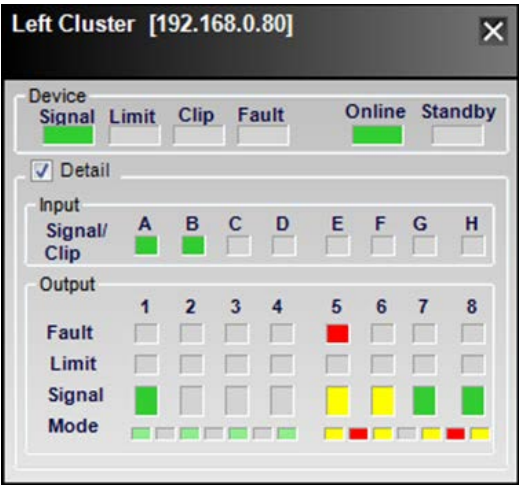 Left Cluster [192.168.0.80]
Device
Signal Limit Clip Fault Online Standby
Detail
Input
Signal/ Clip A B C D E F G H
Output
1 2 3 4 5 6 7 8
Fault
Limit
Signal
Mode